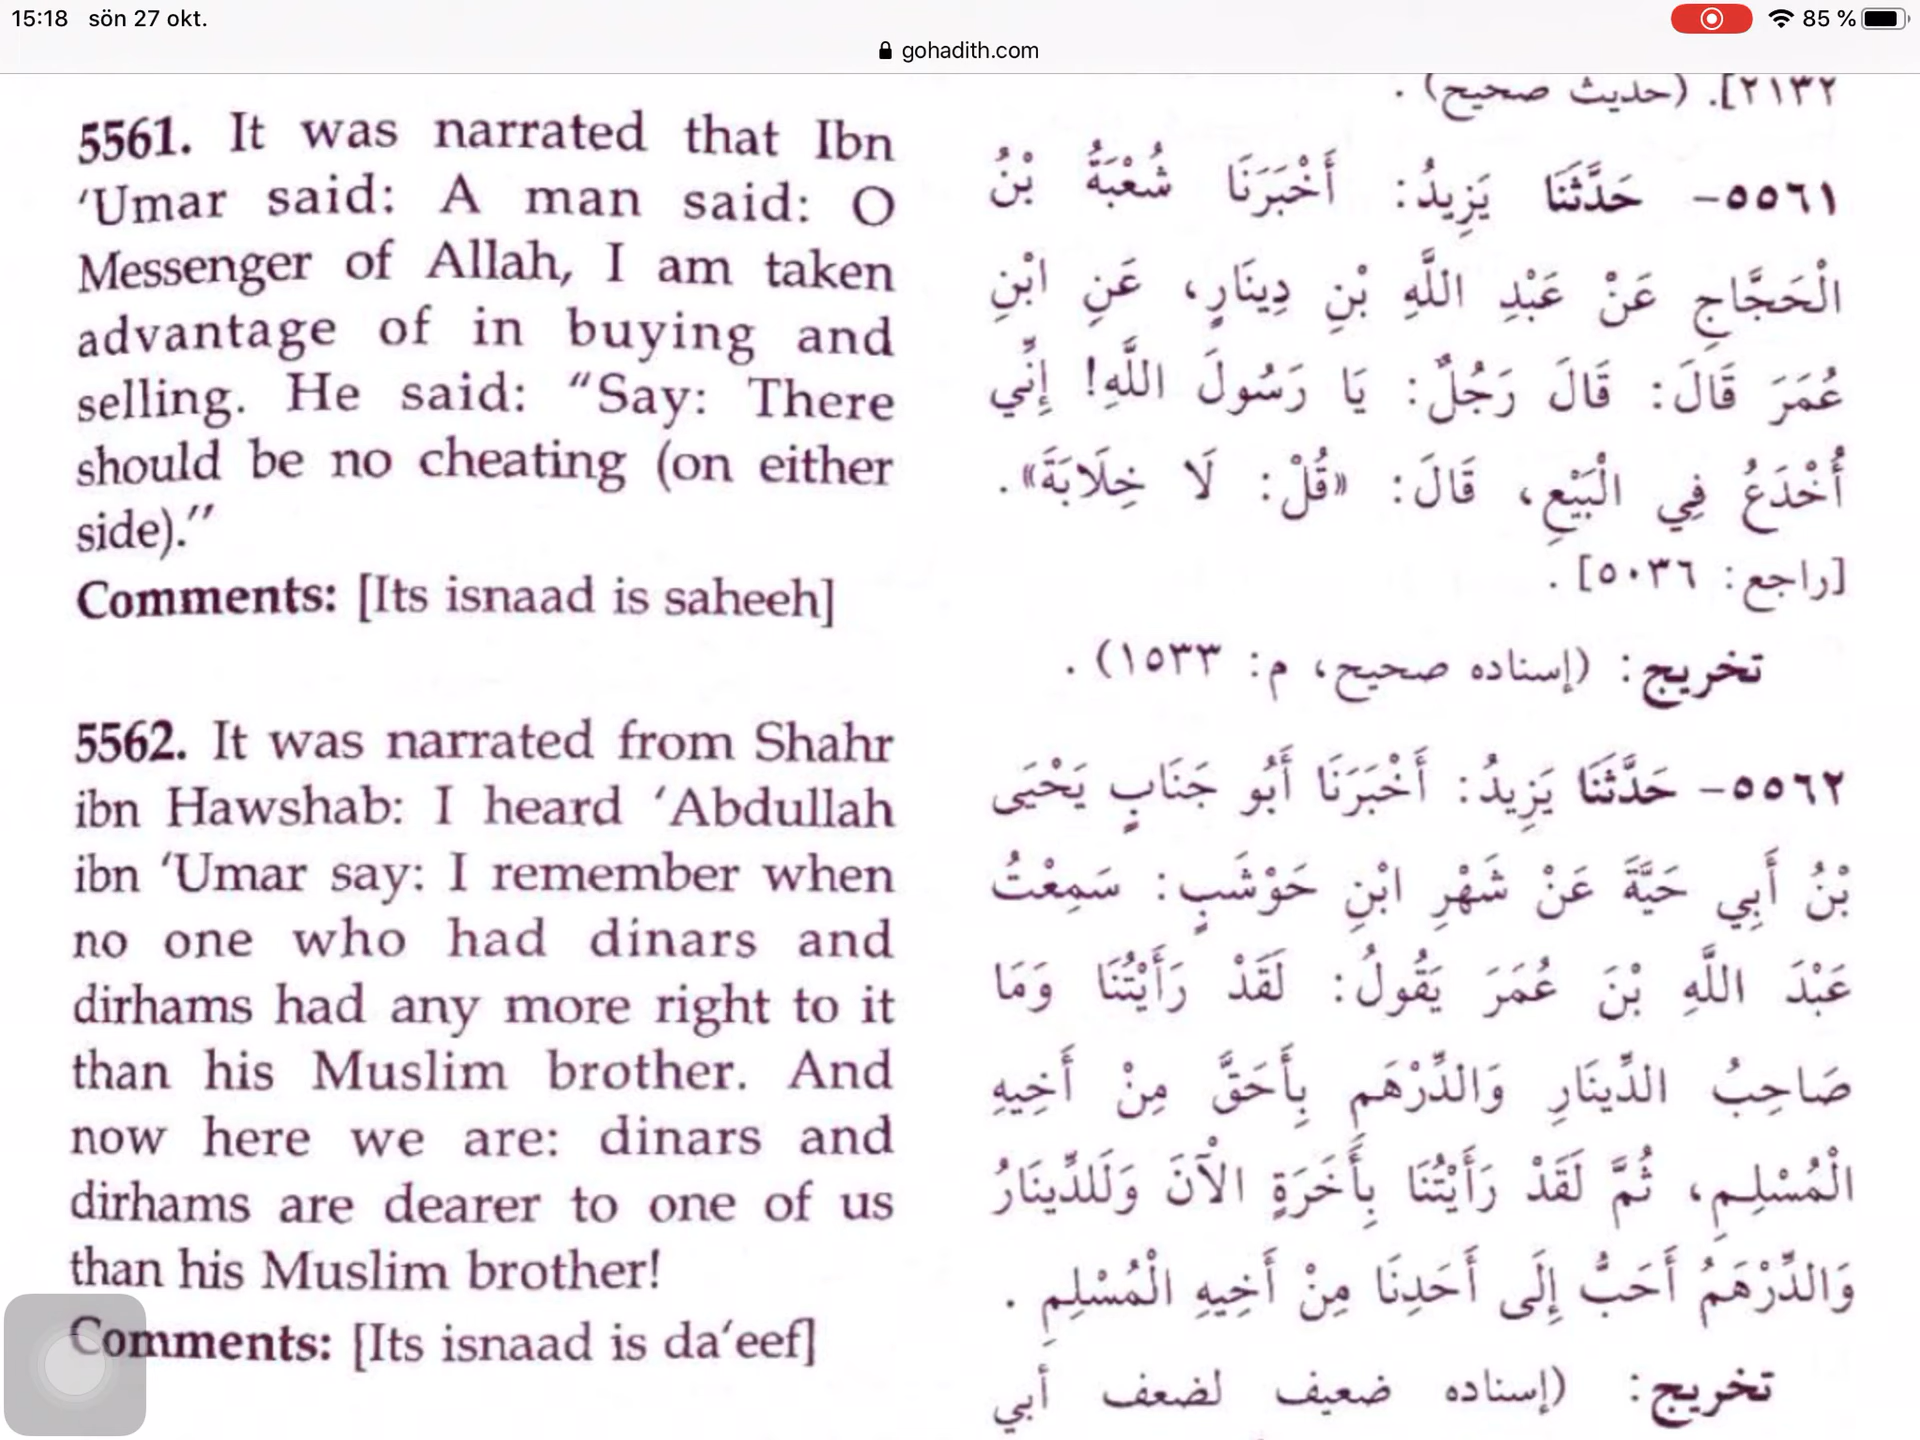 15:18 sön 27 okt.
85 %
gohadith.com
5561. It was narrated that Ibn
‘Umar said: A man said: O
Messenger of Allah, I am taken
advantage of in buying and
selling. He said: “Say: There
should be no cheating (on either
side).”
Comments: [Its isnaad is saheeh]
5562. It was narrated from Shahr
ibn Hawshab: I heard ‘Abdullah
ibn ‘Umar say: I remember when
no one who had dinars and
dirhams had any more right to it
than his Muslim brother. And
now here we are: dinars and
dirhams are dearer to one of us
than his Muslim brother!
Comments: [Its isnaad is da‘eef]
٢١٣٢]. (حديث صحيح) .
٥٥٦١- حَدَّثَنَا يَزِيدُ: أَخْبَرَنَا شُعْبَةُ بْنُ
الْحَجَّاجِ عَنْ عَبْدِ اللَّهِ بْنِ دِينَارٍ، عَنِ ابْنِ
عُمَرَ قَالَ: قَالَ رَجُلٌ: يَا رَسُولَ اللَّهِ! إِنِّي
أُخْدَعُ فِي الْبَيْعِ، قَالَ: «قُلْ: لَا خِلَابَةَ» .
[راجع: ٥٠٣٦] .
تخريج: (إسناده صحيح، م: ١٥٣٣) .
٥٥٦٢- حَدَّثَنَا يَزِيدُ: أَخْبَرَنَا أَبُو جَنَابٍ يَحْيَى
بْنُ أَبِي حَيَّةَ عَنْ شَهْرِ ابْنِ حَوْشَبٍ: سَمِعْتُ
عَبْدَ اللَّهِ بْنَ عُمَرَ يَقُولُ: لَقَدْ رَأَيْتُنَا وَمَا
صَاحِبُ الدِّينَارِ وَالدِّرْهَمِ بِأَحَقَّ مِنْ أَخِيهِ
الْمُسْلِمِ، ثُمَّ لَقَدْ رَأَيْتُنَا بِأَخَرَةٍ الْآنَ وَلَلدِّينَارُ
وَالدِّرْهَمُ أَحَبُّ إِلَى أَحَدِنَا مِنْ أَخِيهِ الْمُسْلِمِ .
تخريج: (إسناده ضعيف لضعف أبي